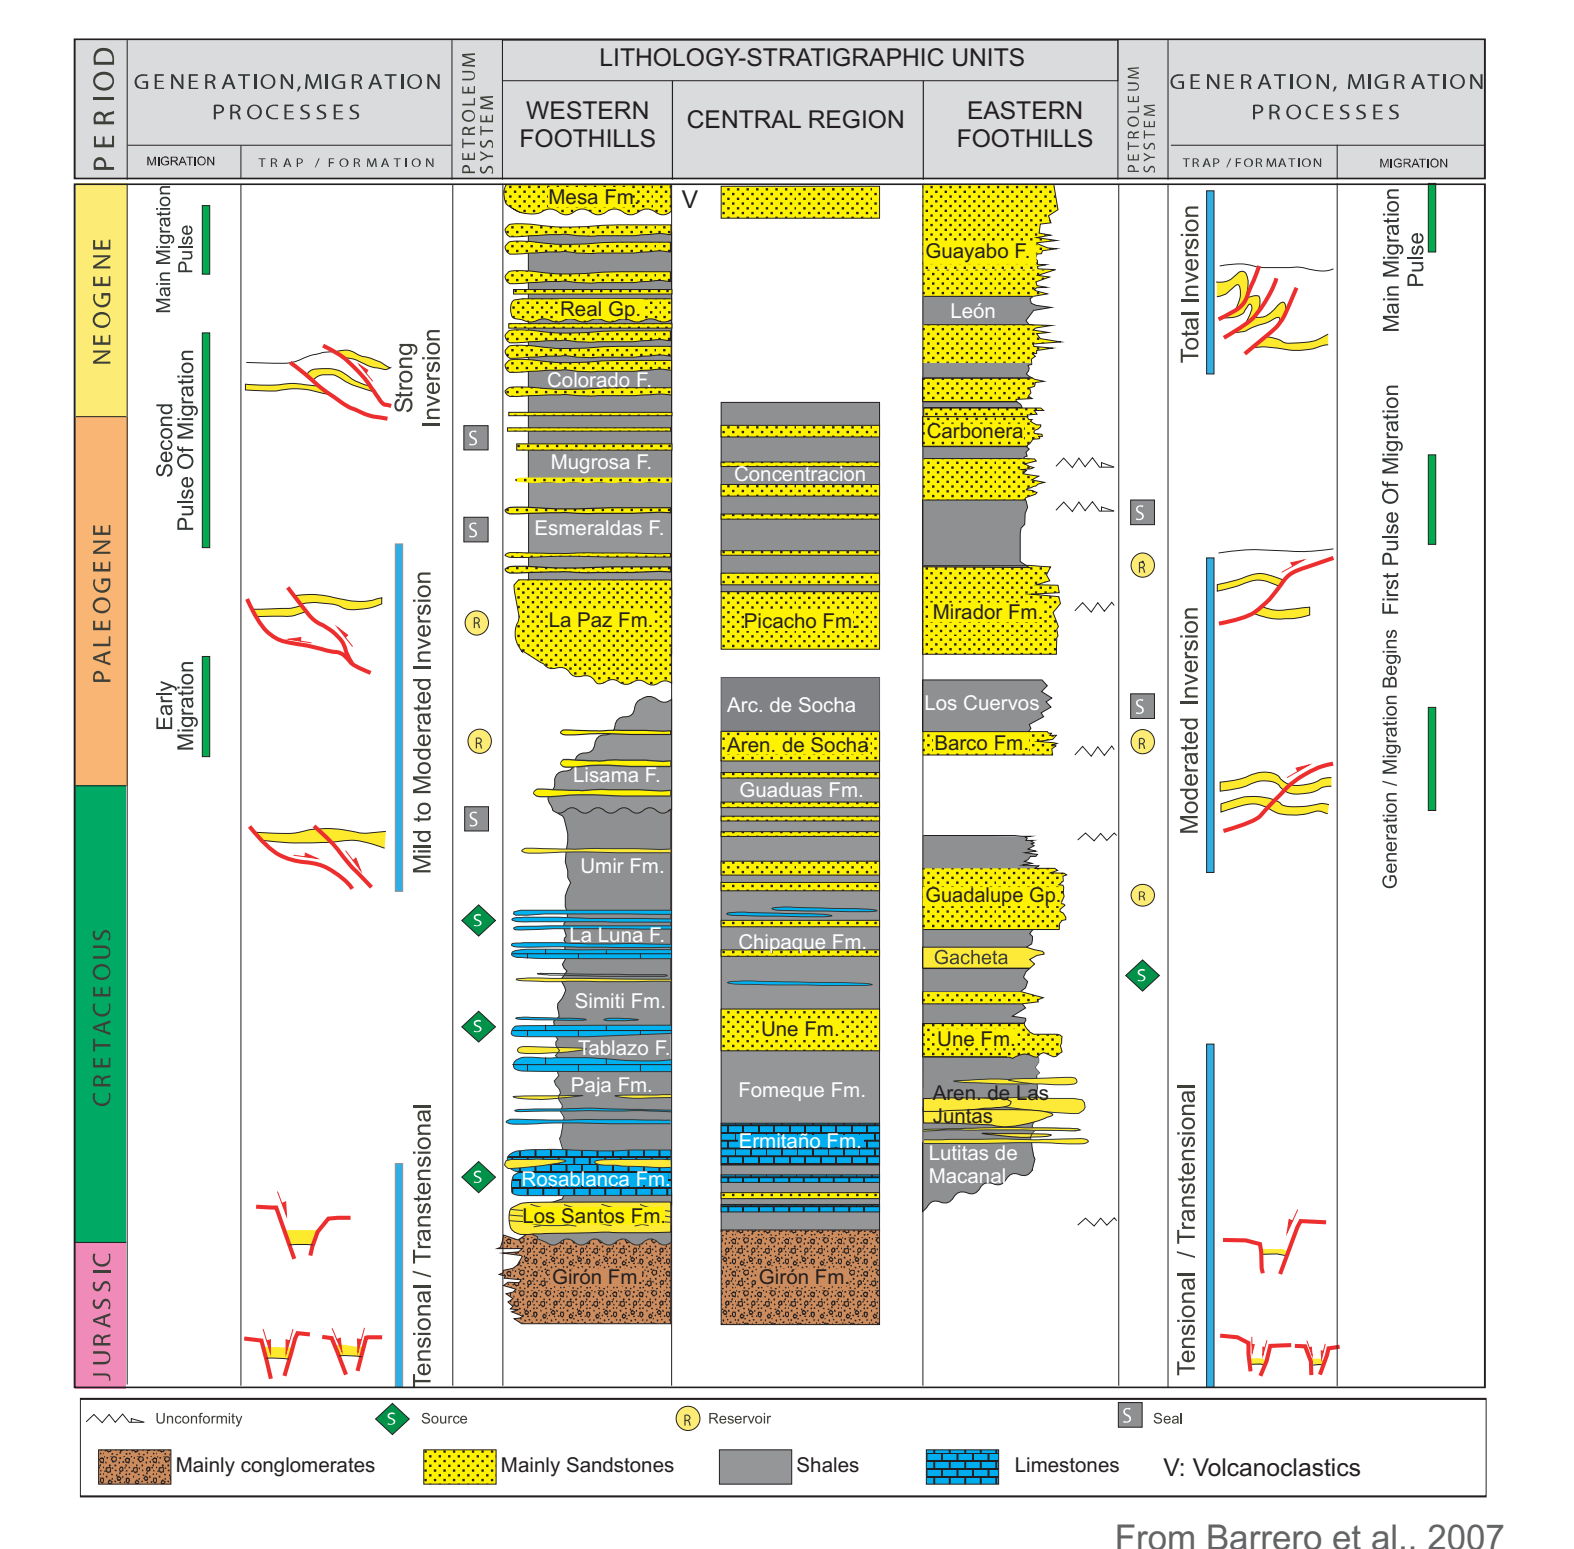 PERIOD
GENERATION,MIGRATION
PROCESSES
MIGRATION
TRAP / FORMATION
PETROLEUM
SYSTEM
LITHOLOGY-STRATIGRAPHIC UNITS
WESTERN
FOOTHILLS
CENTRAL REGION
EASTERN
FOOTHILLS
PETROLEUM
SYSTEM
GENERATION, MIGRATION
PROCESSES
TRAP / FORMATION
MIGRATION
NEOGENE
PALEOGENE
CRETACEOUS
JURASSIC
Main Migration
Pulse
Second
Pulse Of Migration
Early
Migration
Strong
Inversion
Mild to Moderated Inversion
Tensional / Transtensional
S
S
R
R
S
S
S
S
Mesa Fm.
Real Gp.
Colorado F.
Mugrosa F.
Esmeraldas F.
La Paz Fm.
Lisama F.
Umir Fm.
La Luna F.
Simiti Fm.
Tablazo F.
Paja Fm.
Rosablanca Fm.
Los Santos Fm.
Girón Fm.
V
Concentracion
Picacho Fm.
Arc. de Socha
Aren. de Socha
Guaduas Fm.
Chipaque Fm.
Une Fm.
Fomeque Fm.
Ermitaño Fm.
Girón Fm.
Guayabo F.
León
Carbonera
Mirador Fm.
Los Cuervos
Barco Fm.
Guadalupe Gp.
Gacheta
Une Fm.
Aren. de Las
Juntas
Lutitas de
Macanal
S
R
S
R
R
S
Total Inversion
Moderated Inversion
Tensional / Transtensional
Main Migration
Pulse
First Pulse Of Migration
Generation / Migration Begins
Unconformity
S
Source
R
Reservoir
S
Seal
Mainly conglomerates
Mainly Sandstones
Shales
Limestones
V: Volcanoclastics
From Barrero et al., 2007